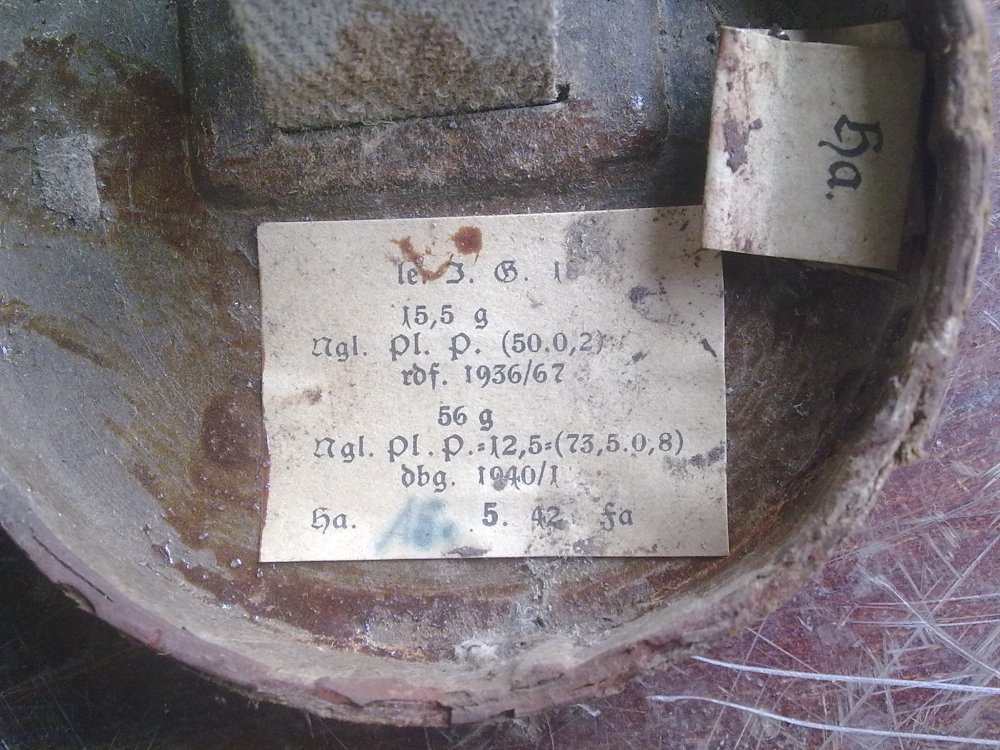 le. I. G. 18
15,5 g
Ngl. Pl. P. (50.0,2)
rdf. 1936/67
56 g
Ngl. Pl. P.=12,5=(73,5.0,8)
dbg. 1940/1
Ha. 16. 5. 42 Fa
Ha.